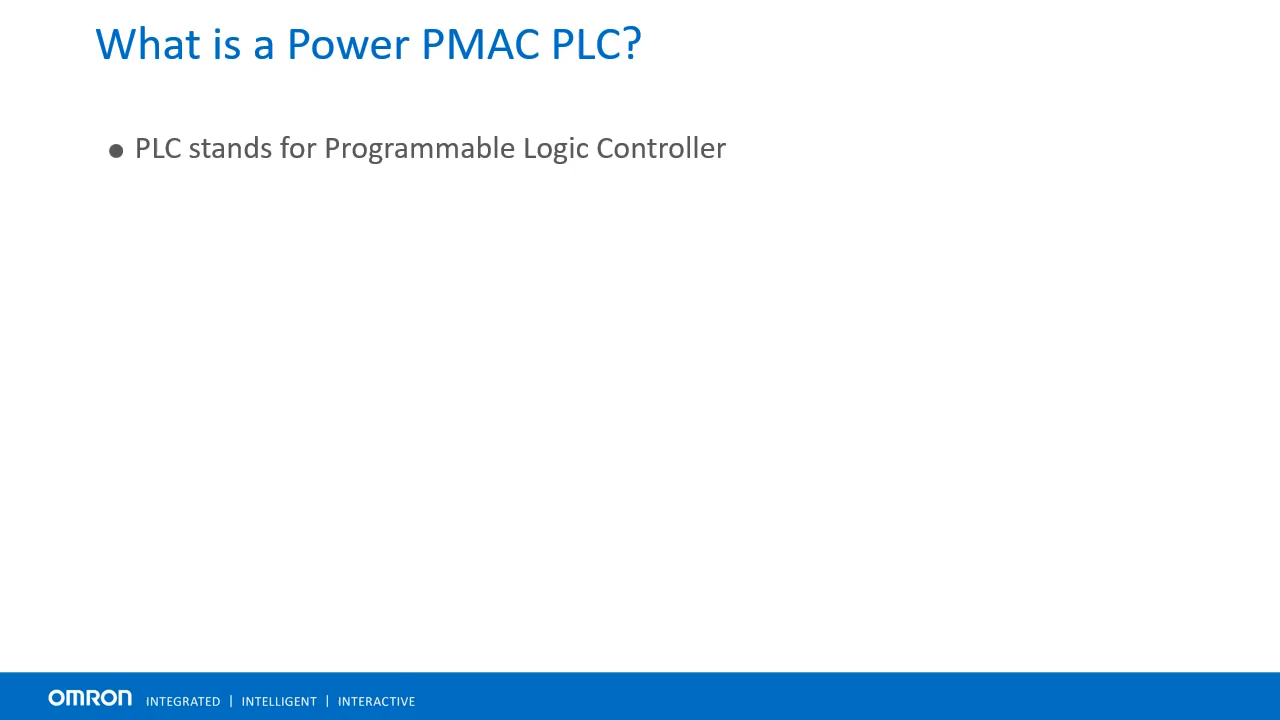 What is a Power PMAC PLC?
● PLC stands for Programmable Logic Controller
OMRON INTEGRATED | INTELLIGENT | INTERACTIVE